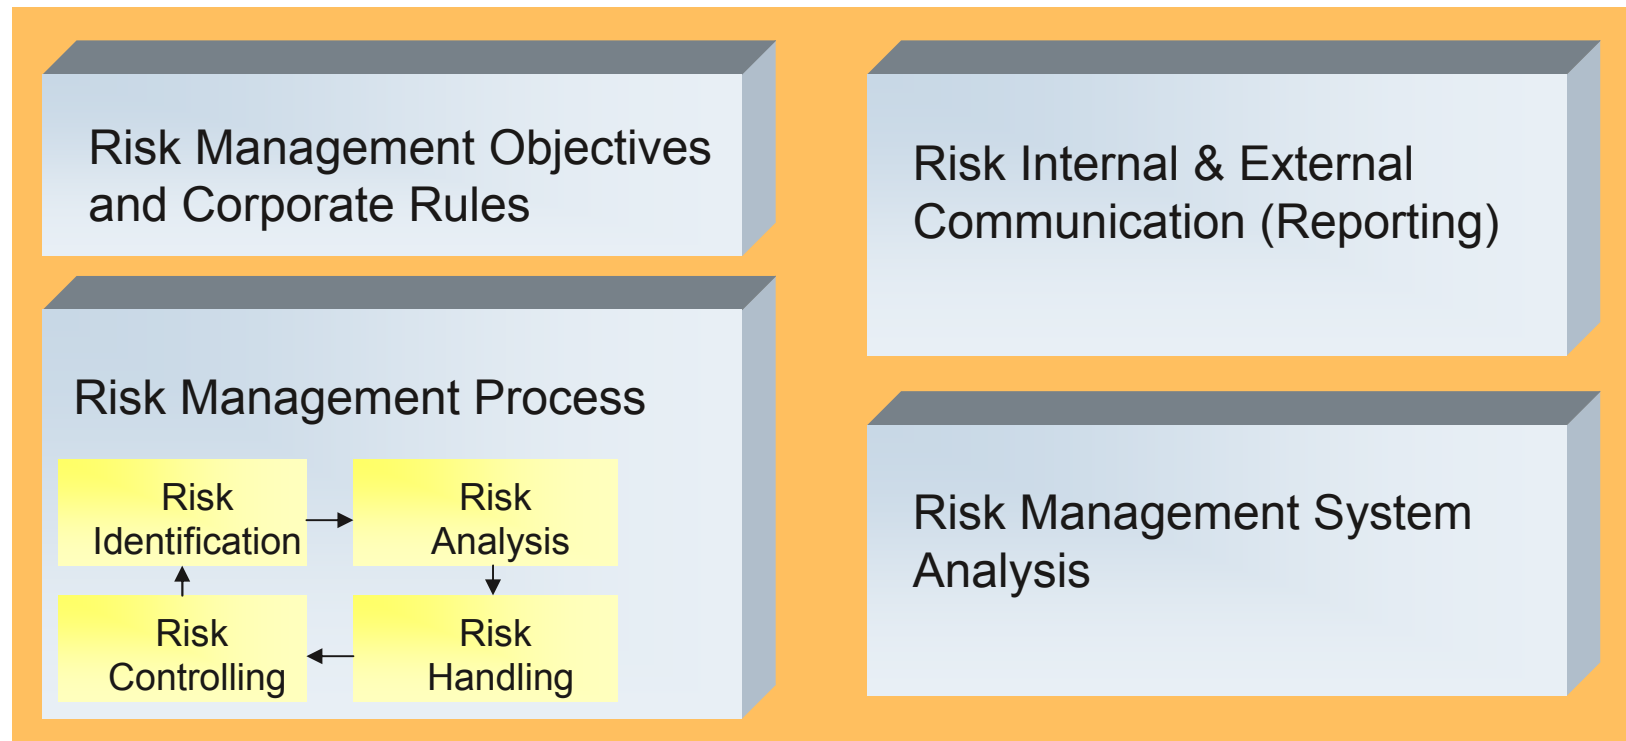 Risk Management Objectives
and Corporate Rules
Risk Management Process
Risk
Identification
Risk
Analysis
Risk
Controlling
Risk
Handling
Risk Internal & External
Communication (Reporting)
Risk Management System
Analysis